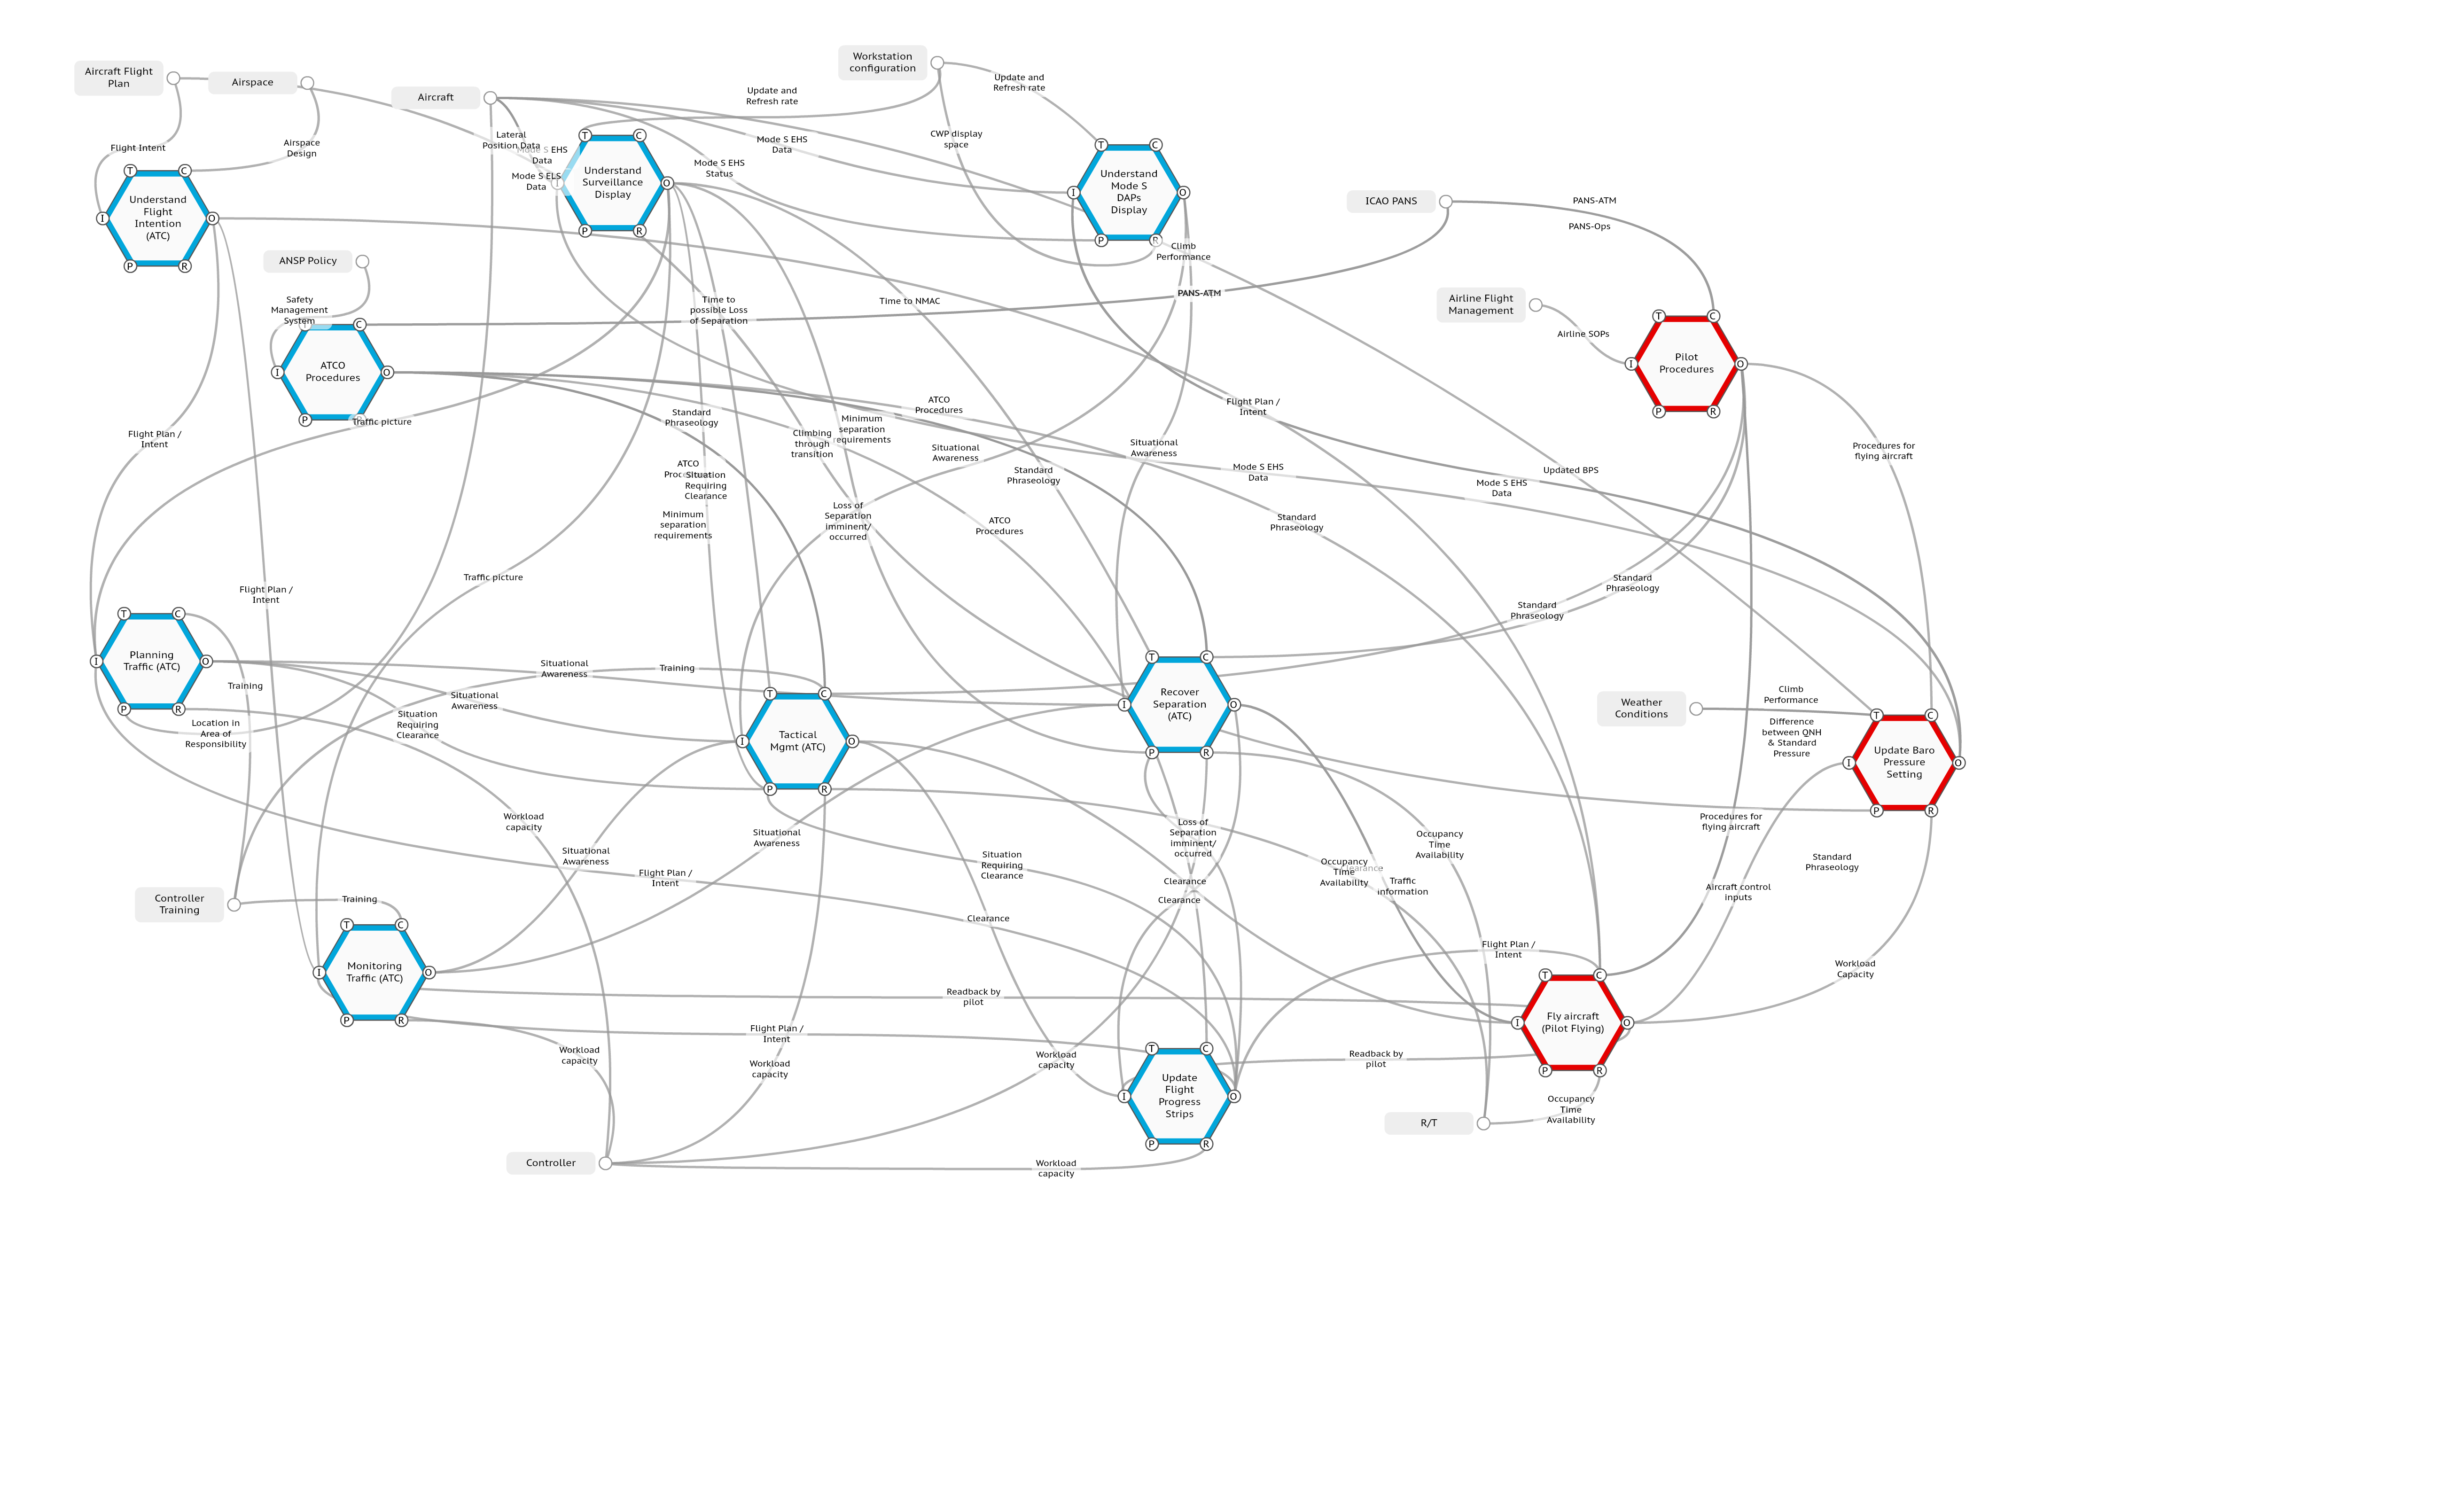 Aircraft Flight
Plan
Airspace
Aircraft
Workstation
configuration
Update and
Refresh rate
Update and
Refresh rate
Flight Intent
Airspace
Design
Lateral
Position Data
Mode S EHS
Data
Mode S ELS
Data
Mode S EHS
Status
Mode S EHS
Data
CWP display
space
T
C
I
O
P
R
Understand
Flight
Intention
(ATC)
T
C
I
O
P
R
Understand
Surveillance
Display
T
C
I
O
P
R
Understand
Mode S
DAPs
Display
Climb
Performance
ICAO PANS
PANS-ATM
PANS-Ops
PANS-ATM
ANSP Policy
Safety
Management
System
T
C
I
O
P
ATCO
Procedures
Time to
possible Loss
of Separation
Time to NMAC
Airline Flight
Management
Airline SOPs
T
C
I
O
P
R
Pilot
Procedures
Traffic picture
Flight Plan /
Intent
Standard
Phraseology
Climbing
through
transition
Minimum
separation
requirements
ATCO
Procedures
Situational
Awareness
Standard
Phraseology
Situational
Awareness
Flight Plan /
Intent
Mode S EHS
Data
Mode S EHS
Data
Updated BPS
Procedures for
flying aircraft
ATCO
Situation
Requiring
Clearance
Minimum
separation
requirements
Loss of
Separation
imminent/
occurred
ATCO
Procedures
Standard
Phraseology
Traffic picture
Flight Plan /
Intent
Standard
Phraseology
Standard
Phraseology
T
C
I
O
P
R
Planning
Traffic (ATC)
Training
Situational
Awareness
Training
Situational
Awareness
Situation
Requiring
Clearance
Location in
Area of
Responsibility
T
C
I
O
P
R
Tactical
Mgmt (ATC)
T
C
I
O
P
R
Recover
Separation
(ATC)
Weather
Conditions
Climb
Performance
Difference
between QNH
& Standard
Pressure
T
C
I
O
P
R
Update Baro
Pressure
Setting
Workload
capacity
Situational
Awareness
Situational
Awareness
Flight Plan /
Intent
Situation
Requiring
Clearance
Loss of
Separation
imminent/
occurred
Clearance
Clearance
Clearance
Occupancy
Time
Availability
Clearance
Traffic
information
Occupancy
Time
Availability
Procedures for
flying aircraft
Standard
Phraseology
Aircraft control
inputs
Controller
Training
Training
T
C
I
O
P
R
Monitoring
Traffic (ATC)
Readback by
pilot
Flight Plan /
Intent
Workload
capacity
Workload
capacity
Workload
capacity
Flight Plan /
Intent
Workload
Capacity
T
C
I
O
P
R
Fly aircraft
(Pilot Flying)
T
C
I
O
P
R
Update
Flight
Progress
Strips
Readback by
pilot
R/T
Occupancy
Time
Availability
Controller
Workload
capacity